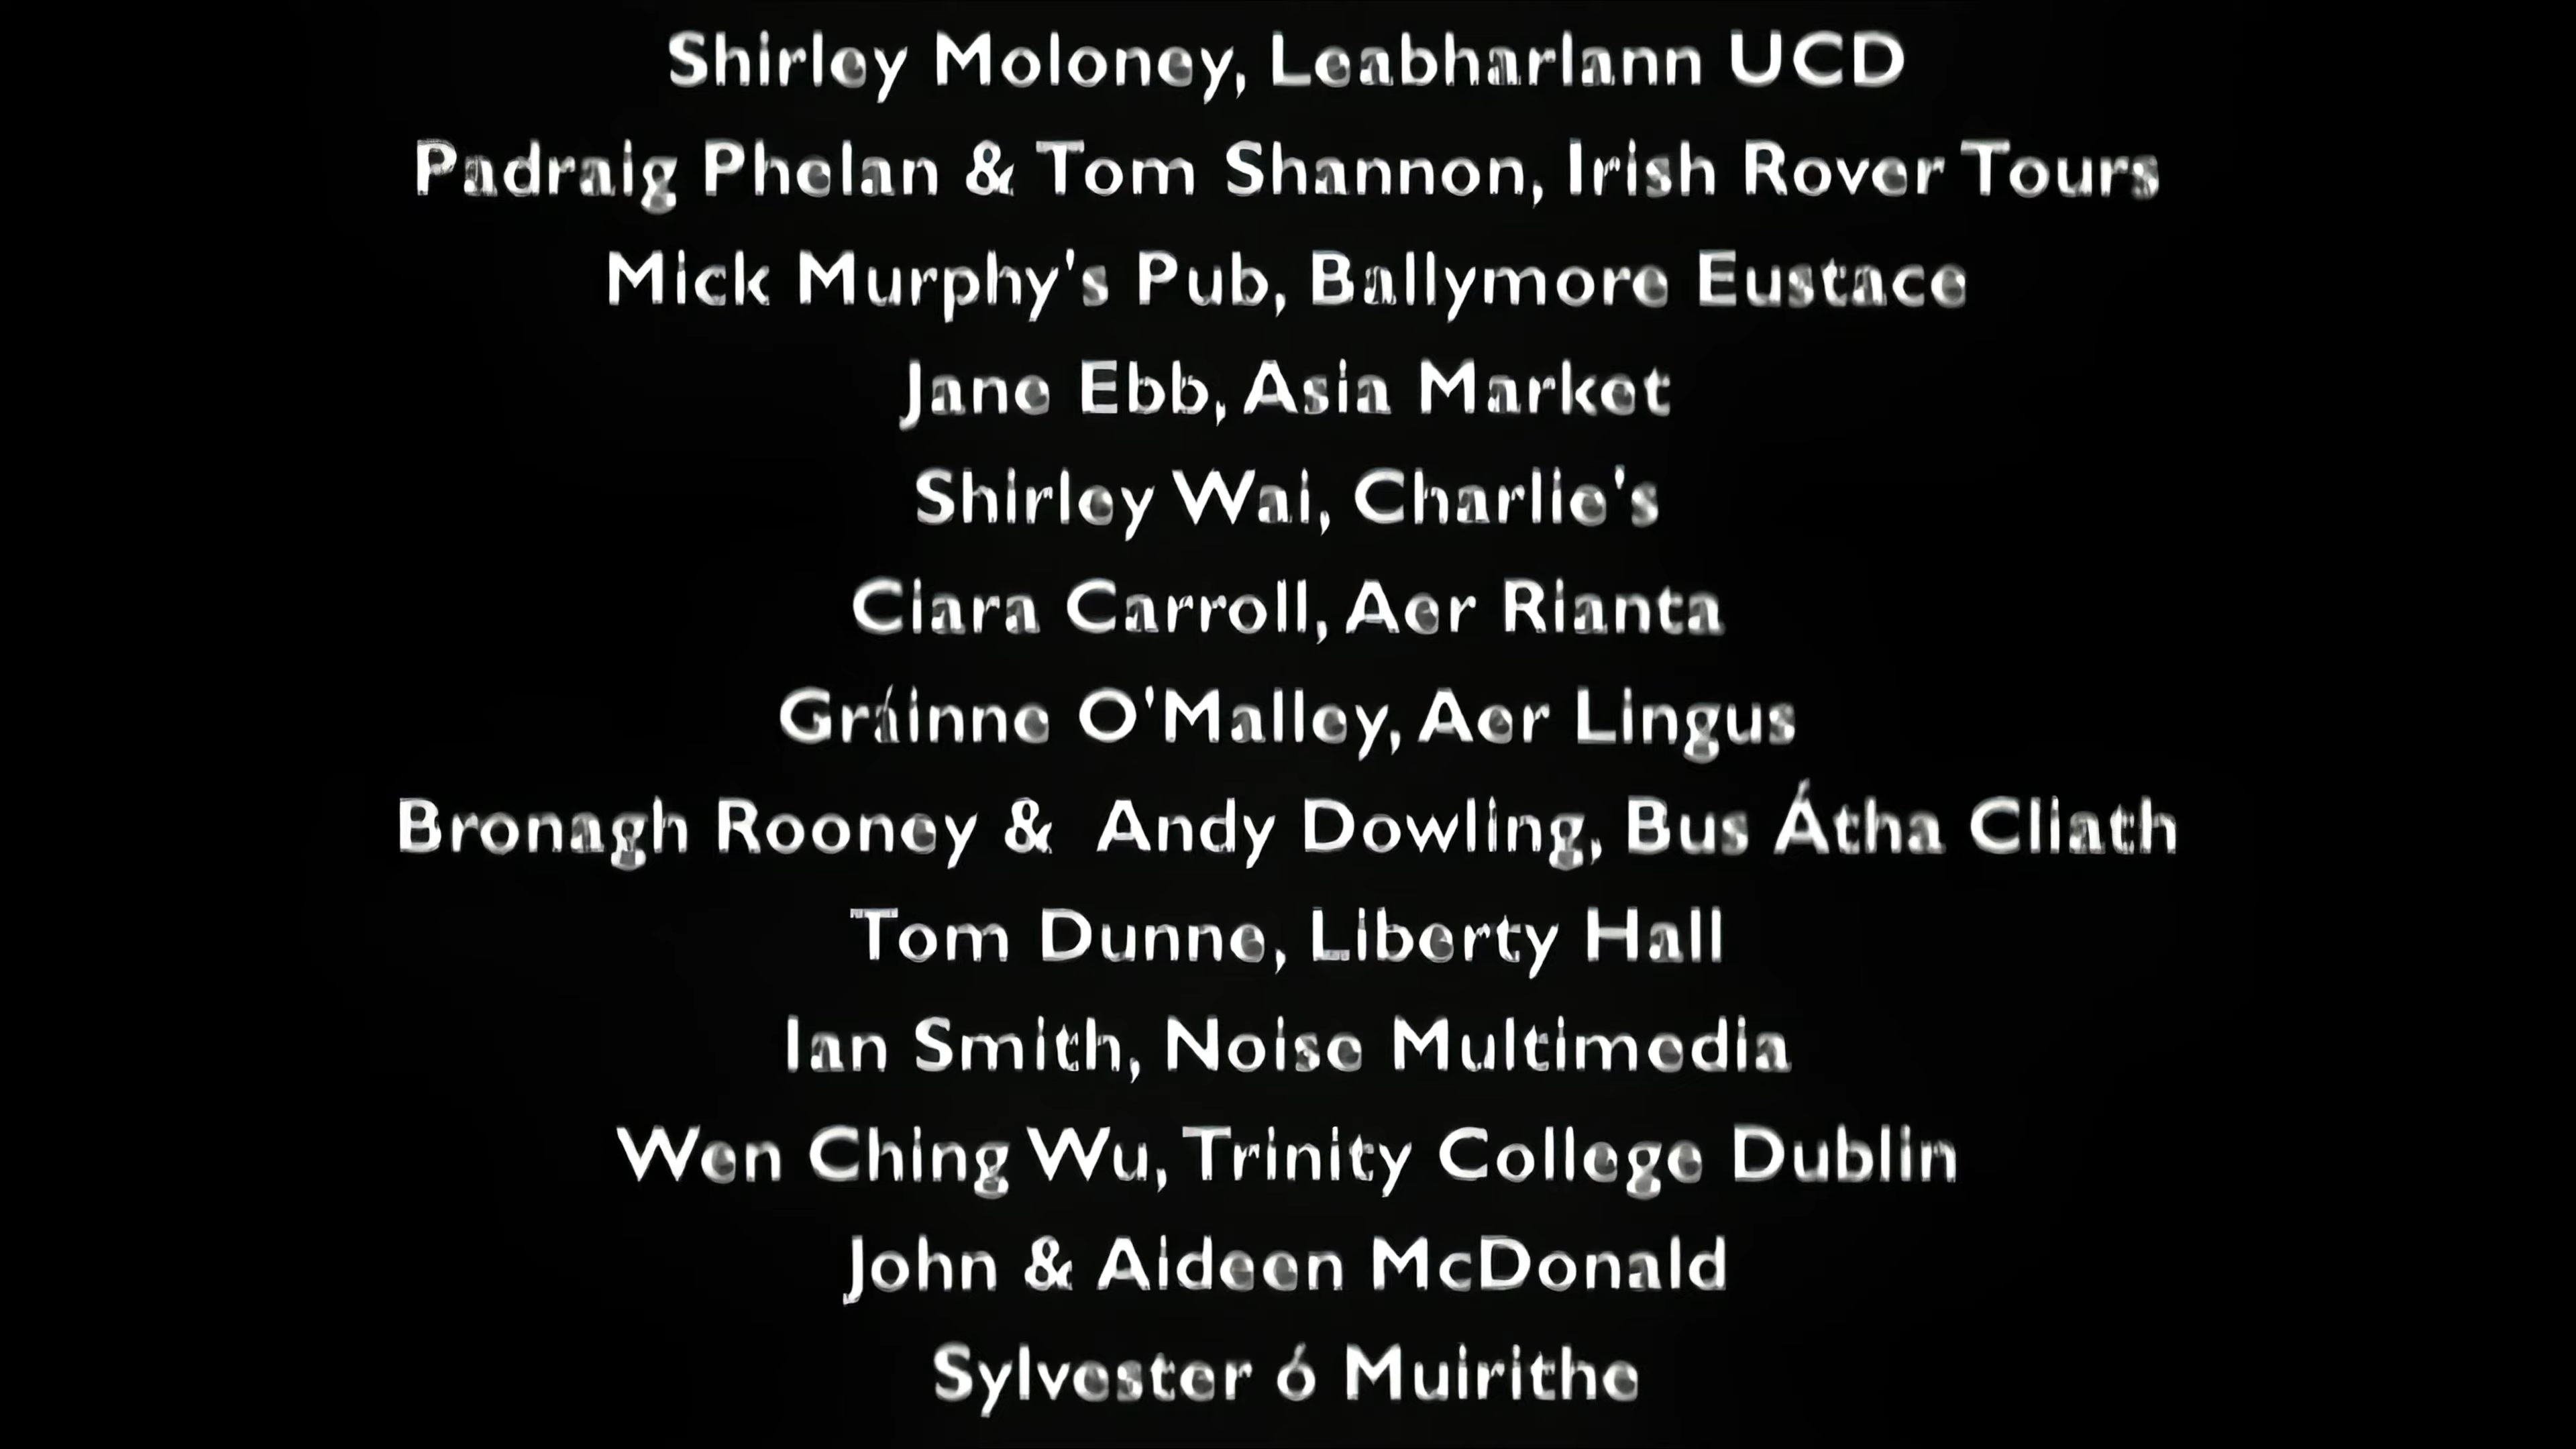 Shirley Moloney, Leabharlann UCD
Padraig Phelan & Tom Shannon, Irish Rover Tours
Mick Murphy's Pub, Ballymore Eustace
Jane Ebb, Asia Market
Shirley Wai, Charlie's
Ciara Carroll, Aer Rianta
Gráinne O'Malley, Aer Lingus
Bronagh Rooney & Andy Dowling, Bus Átha Cliath
Tom Dunne, Liberty Hall
Ian Smith, Noise Multimedia
Wen Ching Wu, Trinity College Dublin
John & Aideen McDonald
Sylvester ó Muirithe